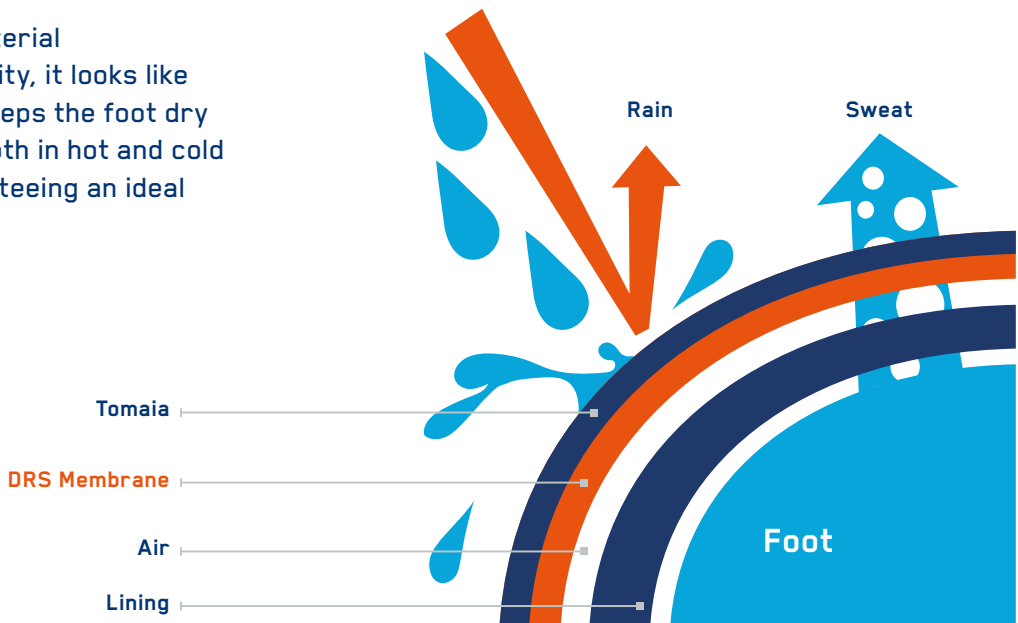 terial
ity, it looks like
eps the foot dry
oth in hot and cold
teeing an ideal
Rain
Sweat
Tomaia
DRS Membrane
Air
Lining
Foot